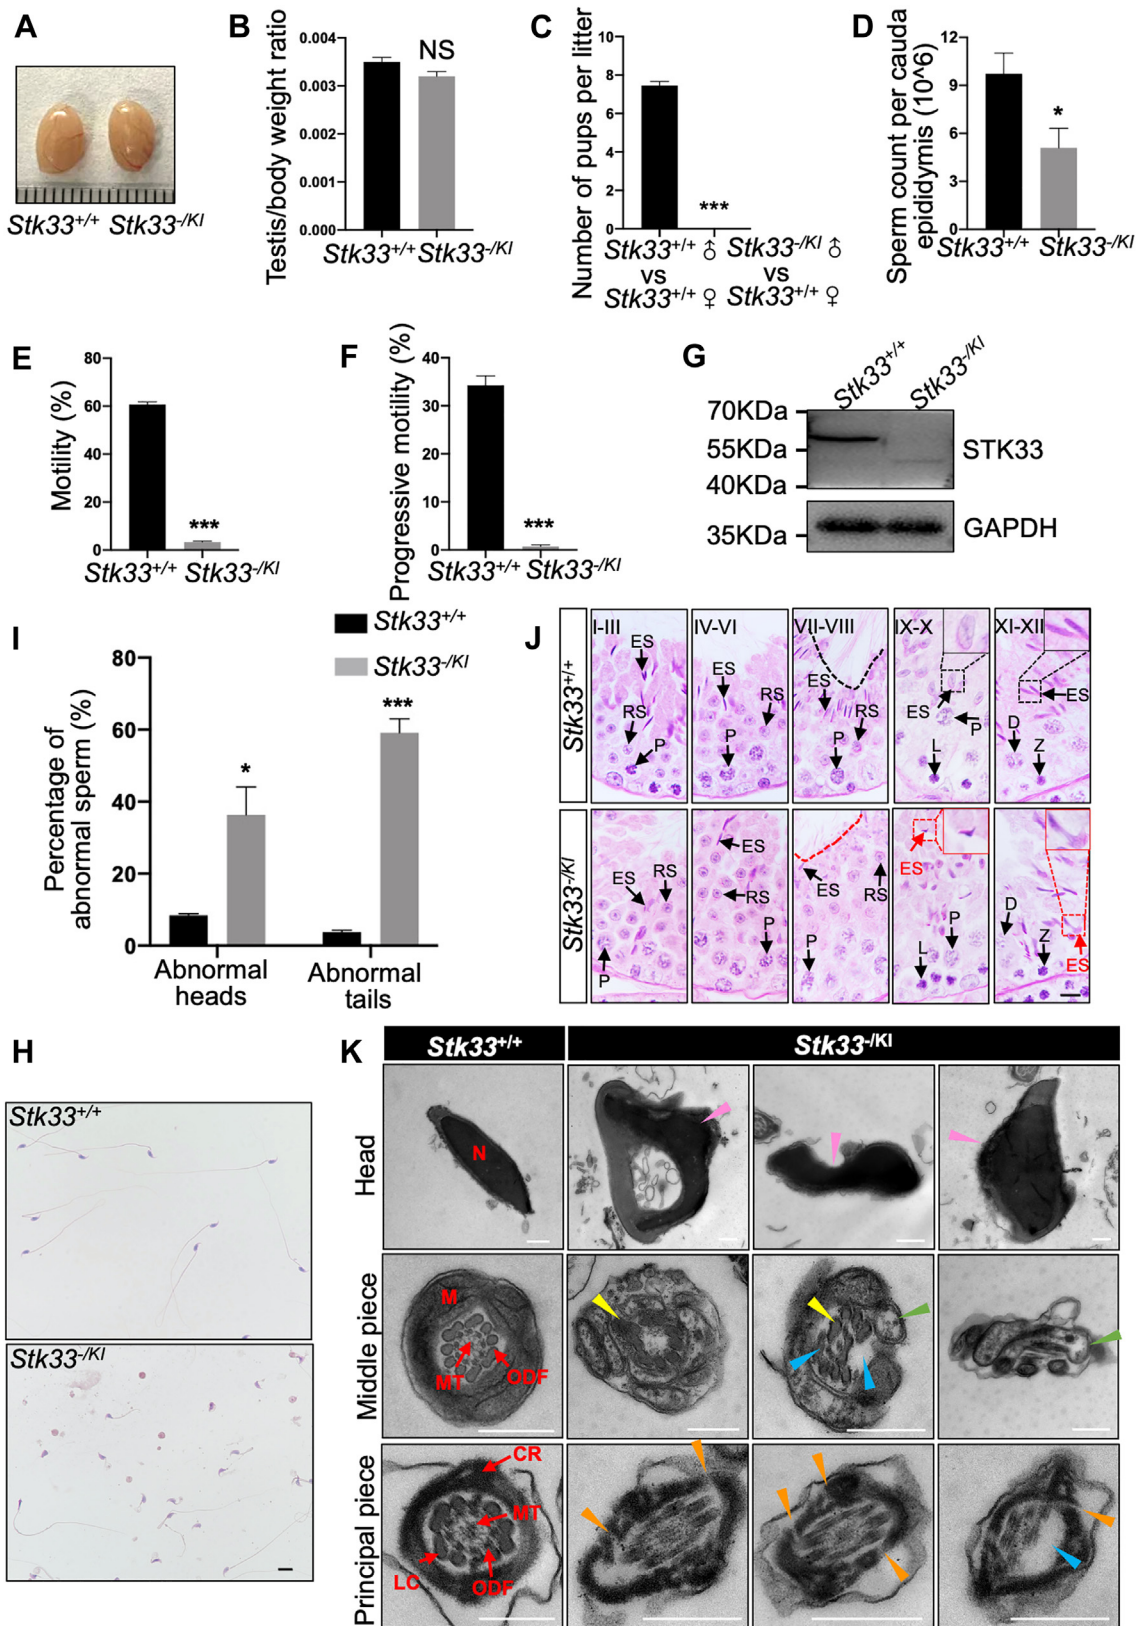 A
Stk33+/+ Stk33-/KI
B
Testis/body weight ratio
0.004
0.003
0.002
0.001
0.000
NS
Stk33+/+ Stk33-/KI
C
Number of pups per litter
10
8
6
4
2
0
***
Stk33+/+ ♂ Stk33-/KI ♂
VS VS
Stk33+/+ ♀ Stk33+/+ ♀
D
Sperm count per cauda
epididymis (10^6)
12
9
6
3
0
*
Stk33+/+ Stk33-/KI
E
Motility (%)
80
60
40
20
0
***
Stk33+/+ Stk33-/KI
F
Progressive motility (%)
40
30
20
10
0
***
Stk33+/+ Stk33-/KI
G
Stk33+/+ Stk33-/KI
70KDa
55KDa
40KDa
35KDa
STK33
GAPDH
I
Stk33+/+
Stk33-/KI
Percentage of
abnormal sperm (%)
80
60
40
20
0
*
***
Abnormal
heads
Abnormal
tails
J
Stk33+/+
I-III IV-VI VII-VIII IX-X XI-XII
ES RS P
ES RS P
ES RS P
ES P L
ES D Z
Stk33-/KI
ES RS P
ES RS P
ES RS P
ES P L
D Z ES
H
Stk33+/+
Stk33-/KI
K
Stk33+/+ Stk33-/KI
Head
N
Middle piece
M
MT ODF
Principal piece
CR
MT
LC ODF